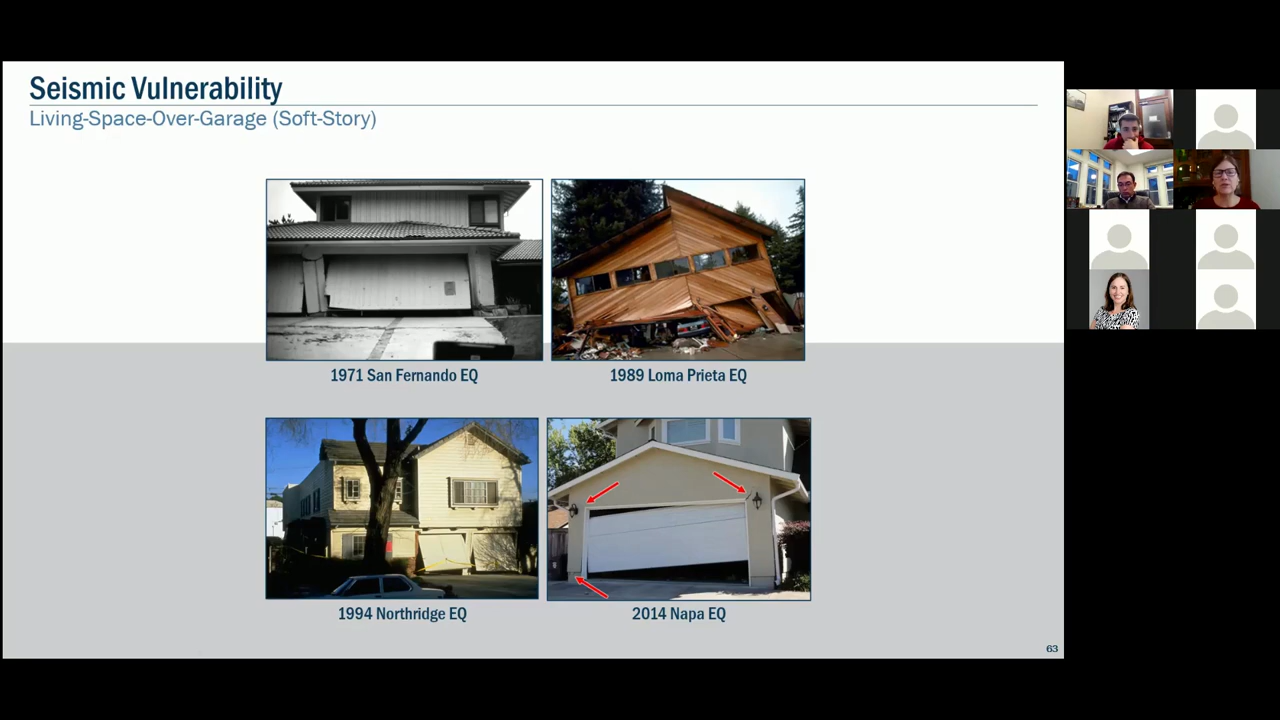 Seismic Vulnerability
Living-Space-Over-Garage (Soft-Story)
1971 San Fernando EQ
1989 Loma Prieta EQ
1994 Northridge EQ
2014 Napa EQ
63